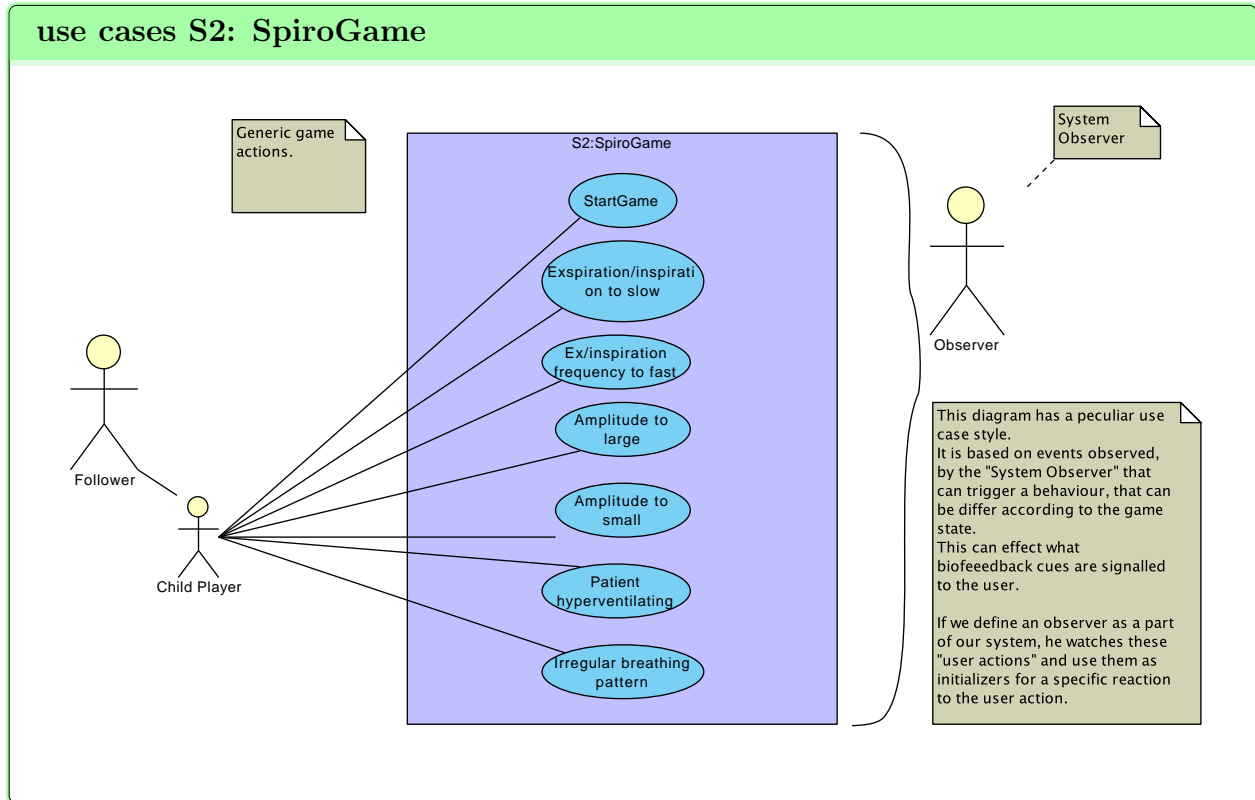 use cases S2: SpiroGame
Generic game
actions.
S2:SpiroGame
System
Observer
StartGame
Exspiration/inspirati
on to slow
Ex/inspiration
frequency to fast
Amplitude to
large
Amplitude to
small
Patient
hyperventilating
Irregular breathing
pattern
Follower
Child Player
Observer
This diagram has a peculiar use
case style.
It is based on events observed,
by the "System Observer" that
can trigger a behaviour, that can
be differ according to the game
state.
This can effect what
biofeeedback cues are signalled
to the user.
If we define an observer as a part
of our system, he watches these
"user actions" and use them as
initializers for a specific reaction
to the user action.